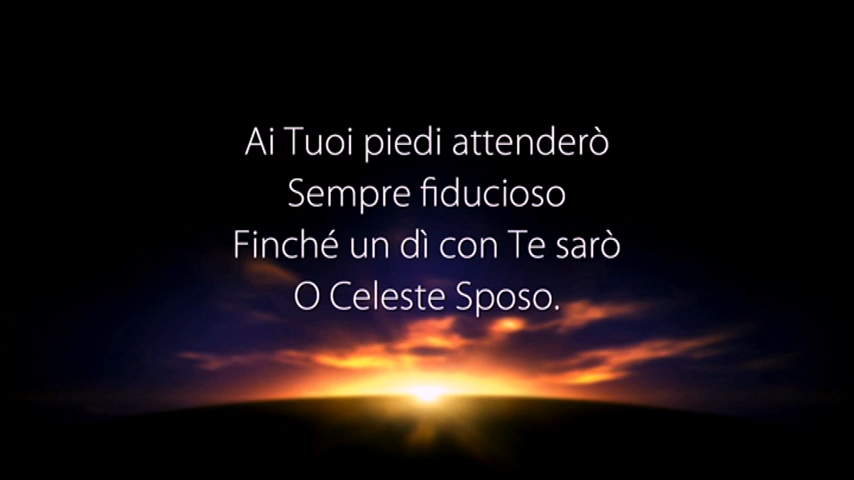 Ai Tuoi piedi attenderò
Sempre fiducioso
Finché un dì con Te sarò
O Celeste Sposo.